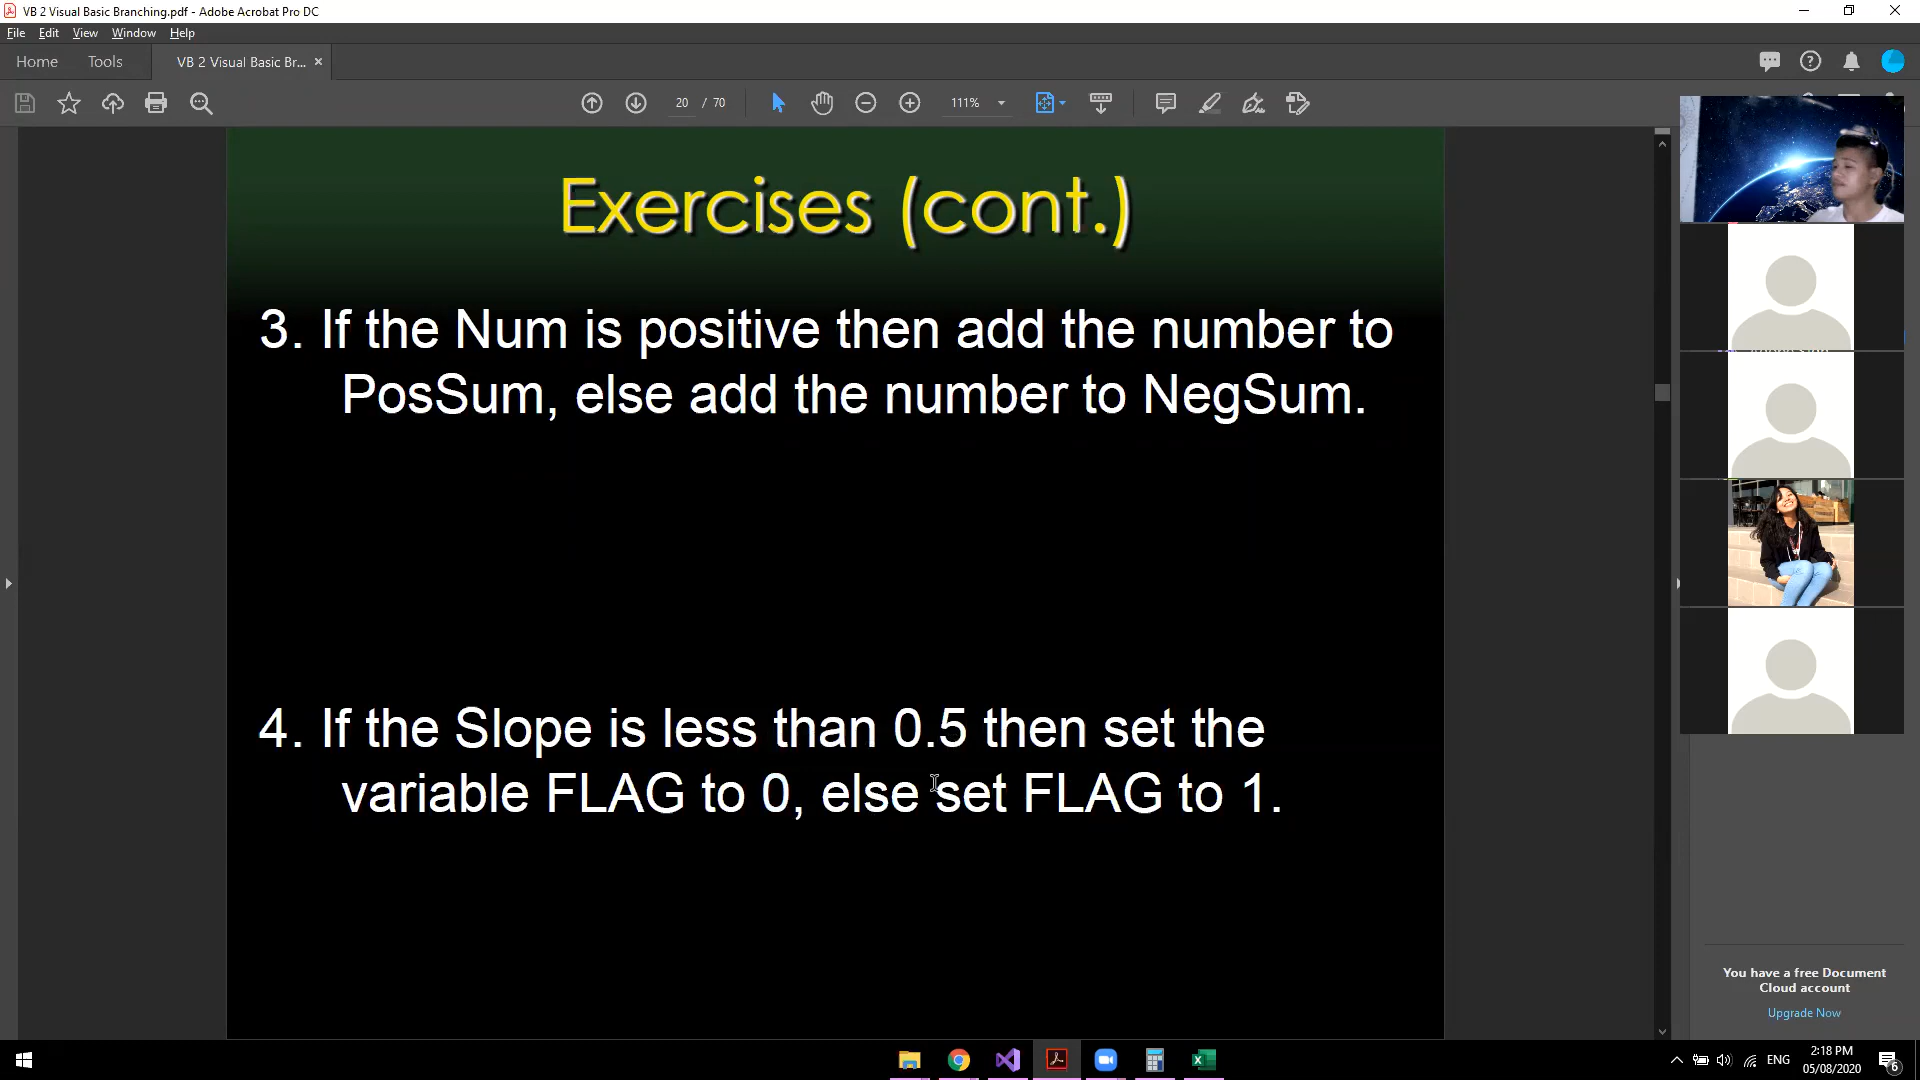 VB 2 Visual Basic Branching.pdf - Adobe Acrobat Pro DC
File Edit View Window Help
Home Tools VB 2 Visual Basic Br... ×
20 / 70 111%
Exercises (cont.)
3. If the Num is positive then add the number to
PosSum, else add the number to NegSum.
4. If the Slope is less than 0.5 then set the
variable FLAG to 0, else set FLAG to 1.
You have a free Document
Cloud account
Upgrade Now
ENG
2:18 PM
05/08/2020
6